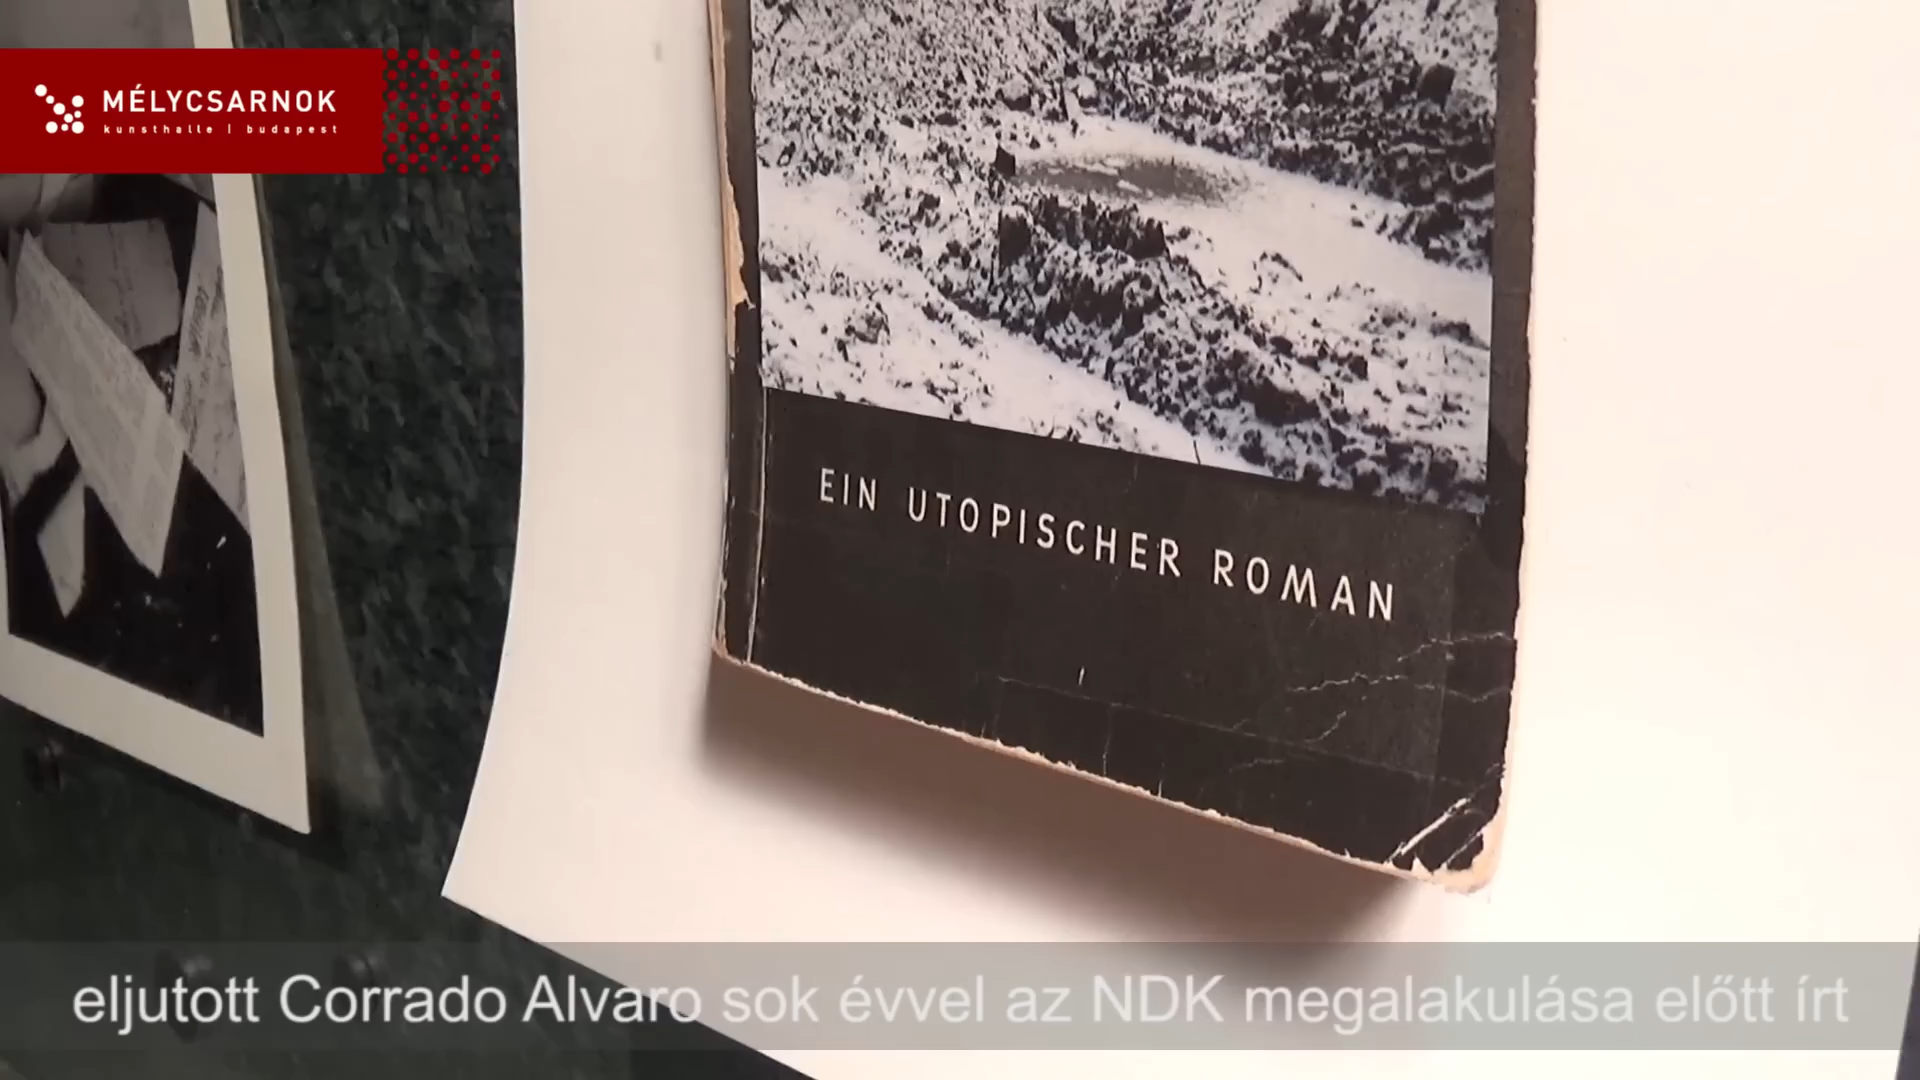 MÉLYCSARNOK
kunsthalle | budapest
EIN UTOPISCHER ROMAN
eljutott Corrado Alvaro sok évvel az NDK megalakulása előtt írt